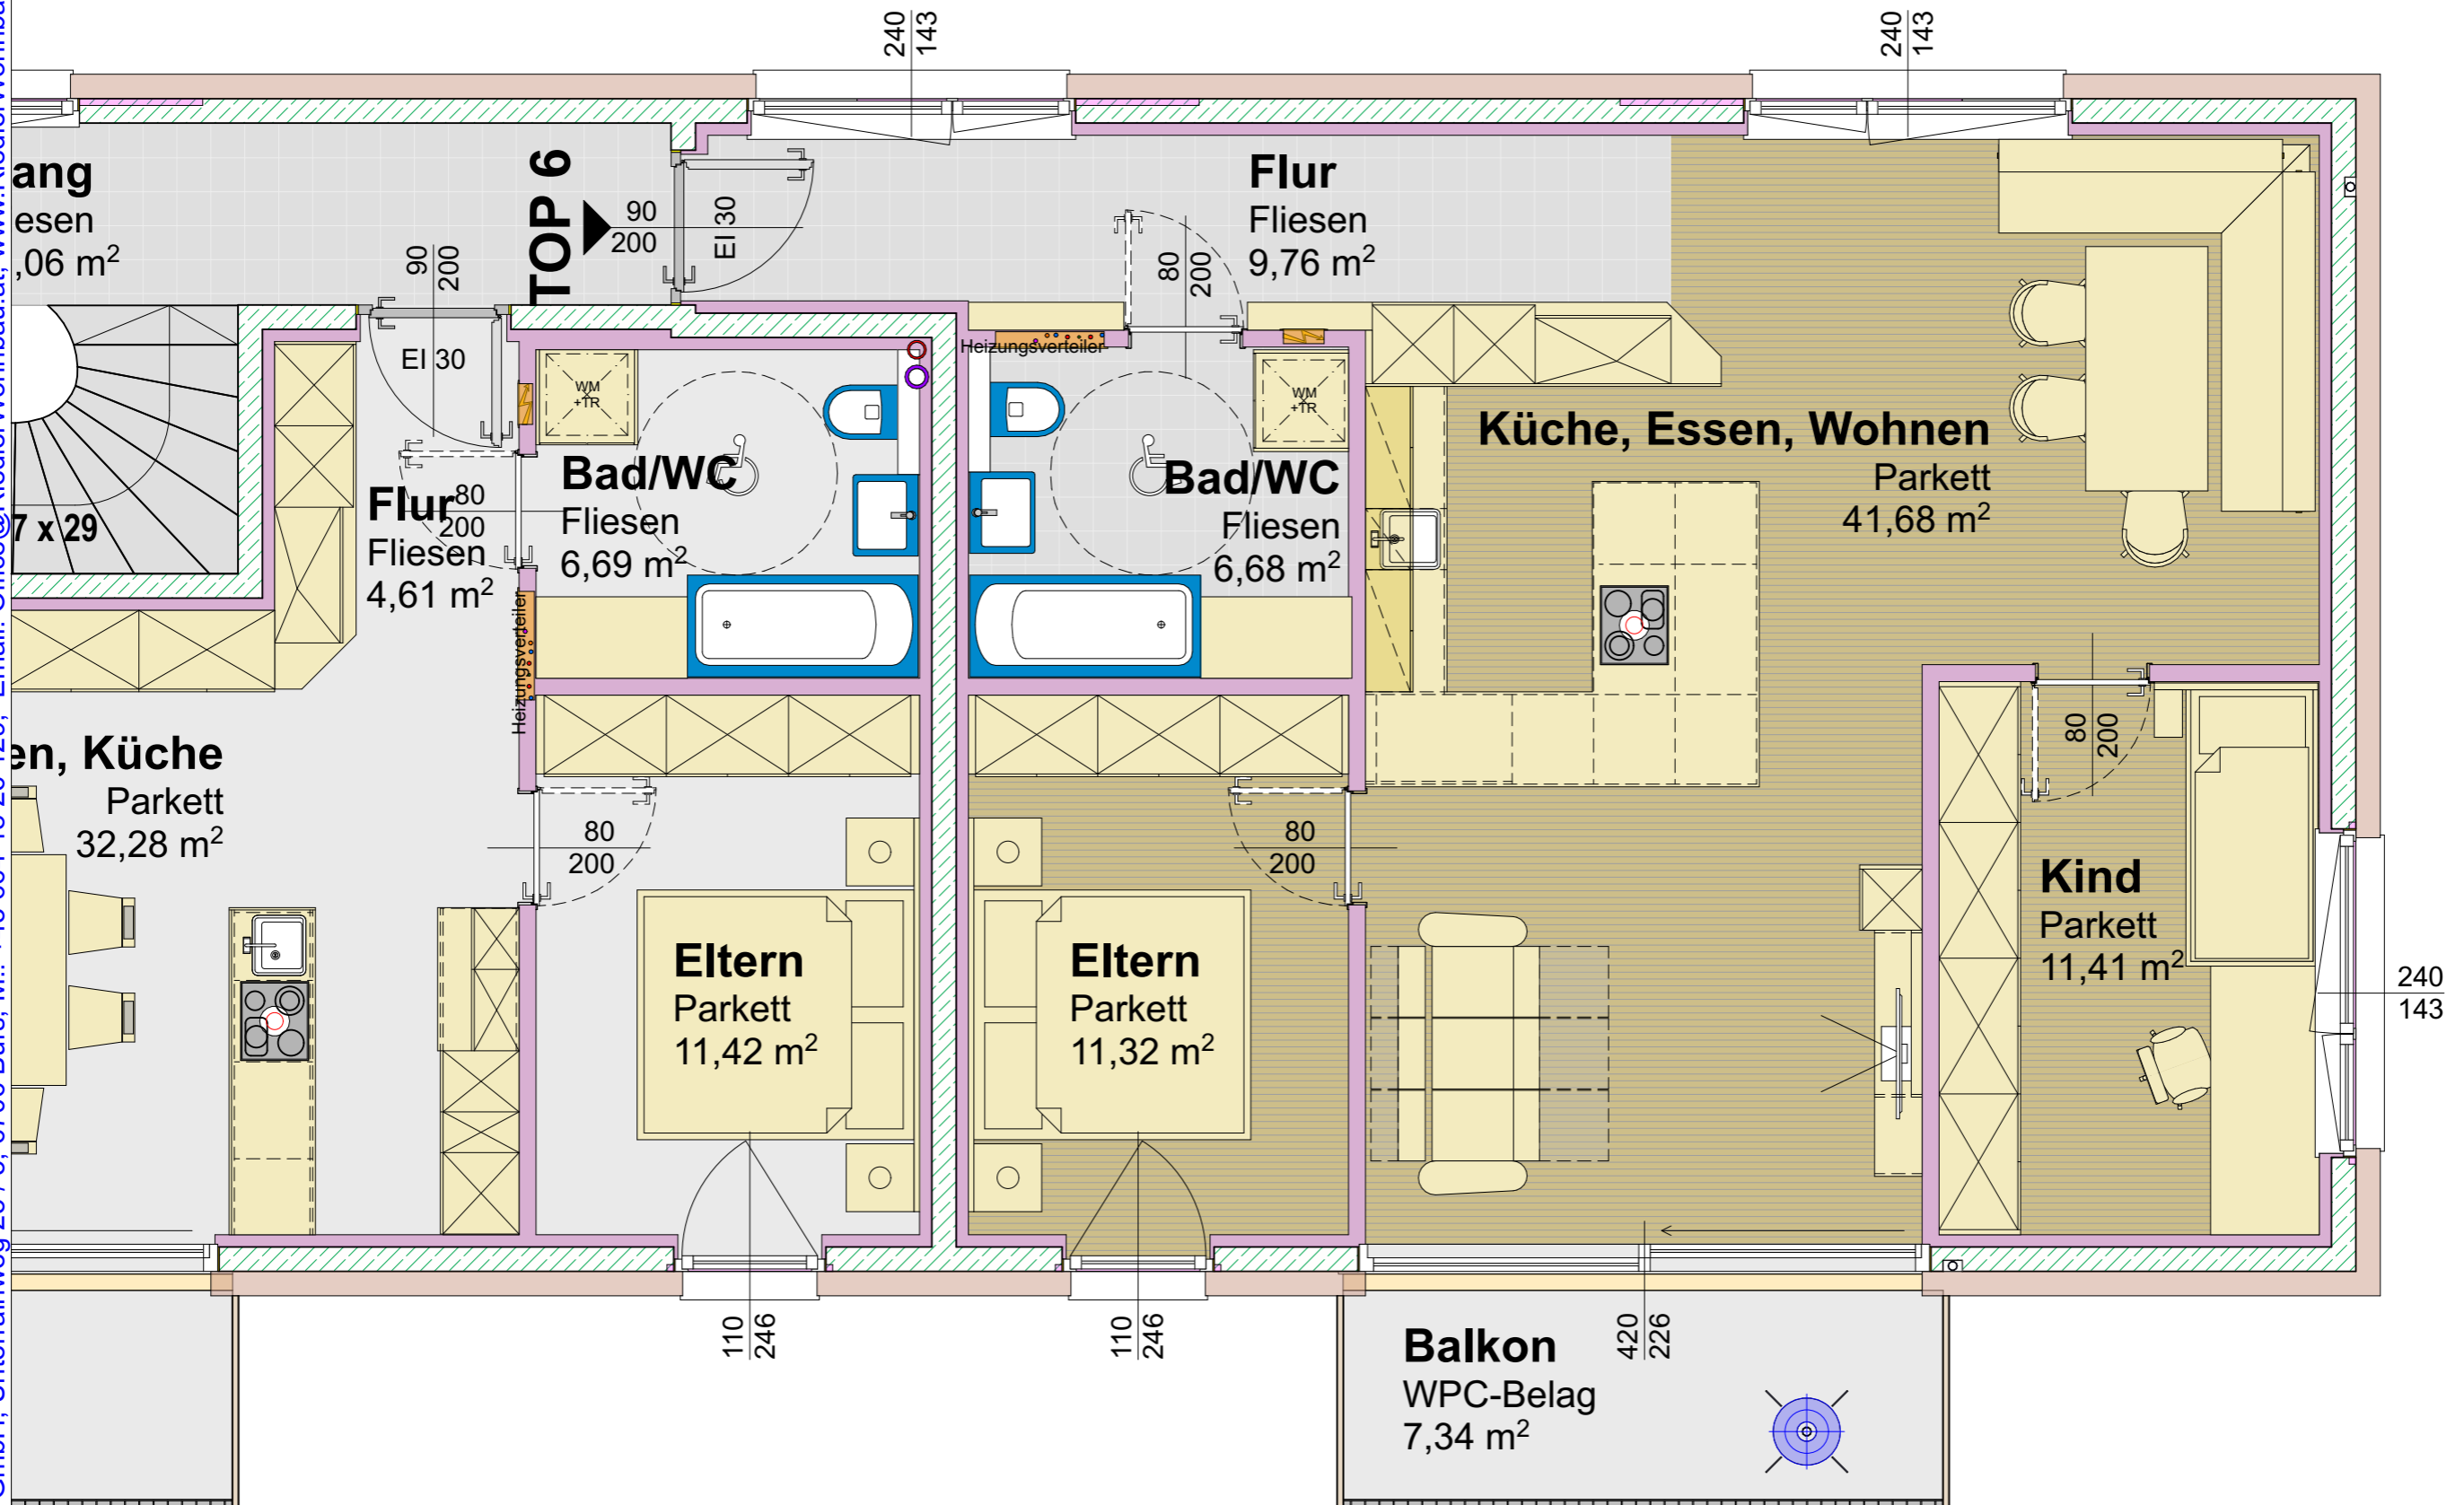 240
143
240
143
ang
esen
,06 m²
90
200
TOP 6
90
200
EI 30
Flur
Fliesen
9,76 m²
80
200
EI 30
Heizungsverteiler
WM
+TR
WM
+TR
Bad/WC
Fliesen
6,69 m²
Bad/WC
Fliesen
6,68 m²
Küche, Essen, Wohnen
Parkett
41,68 m²
7 x 29
Flur
Fliesen
4,61 m²
80
200
Heizungsverteiler
en, Küche
Parkett
32,28 m²
80
200
80
200
80
200
Kind
Parkett
11,41 m²
Eltern
Parkett
11,42 m²
Eltern
Parkett
11,32 m²
240
143
110
246
110
246
420
226
Balkon
WPC-Belag
7,34 m²